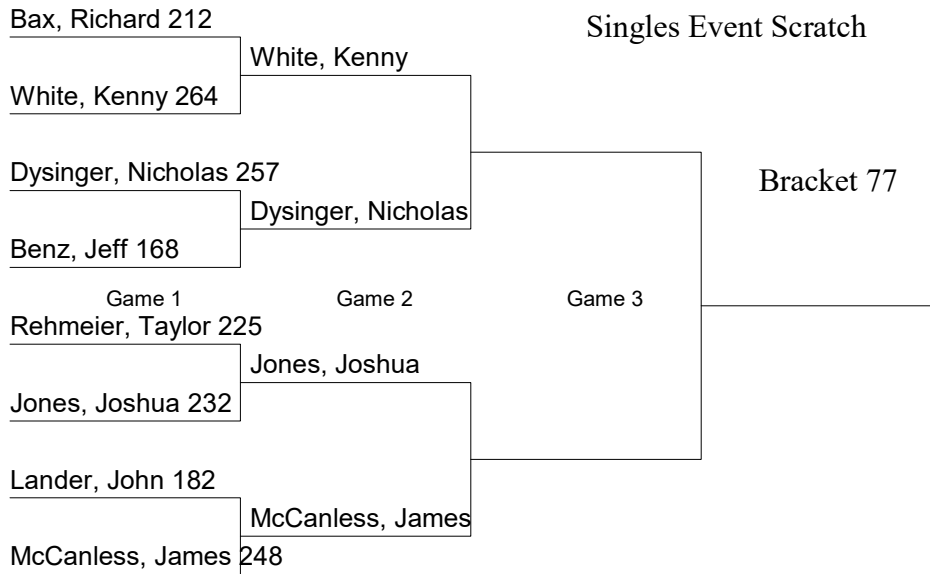 Singles Event Scratch
Bracket 77
Bax, Richard 212
White, Kenny
White, Kenny 264
Dysinger, Nicholas 257
Dysinger, Nicholas
Benz, Jeff 168
Game 1
Game 2
Game 3
Rehmeier, Taylor 225
Jones, Joshua
Jones, Joshua 232
Lander, John 182
McCanless, James
McCanless, James 248